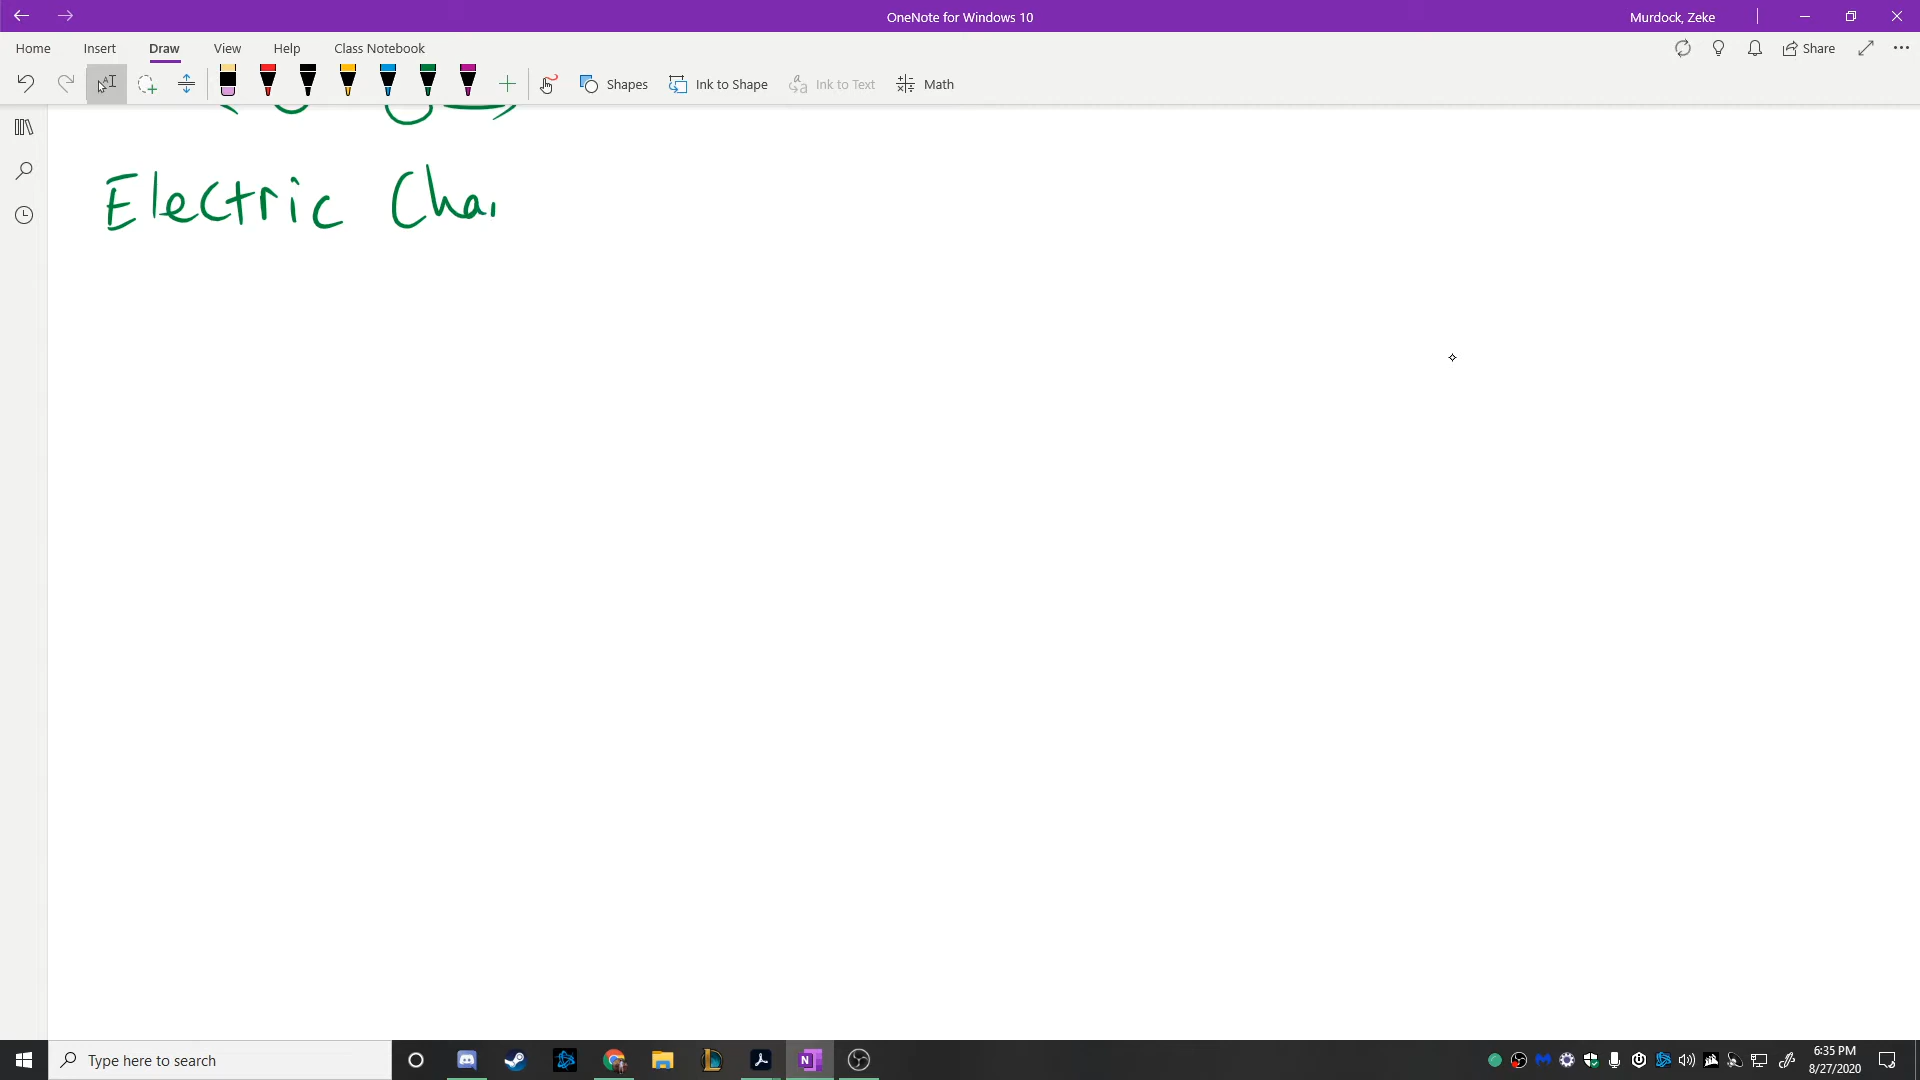 OneNote for Windows 10
Murdock, Zeke
Home Insert Draw View Help Class Notebook
Share
Shapes Ink to Shape Ink to Text Math
Electric Cha
Type here to search
6:35 PM
8/27/2020